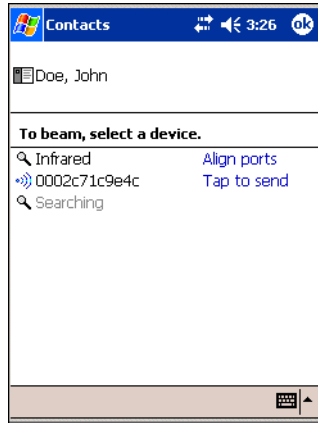 Contacts 3:26 ok
Doe, John
To beam, select a device.
Infrared Align ports
0002c71c9e4c Tap to send
Searching